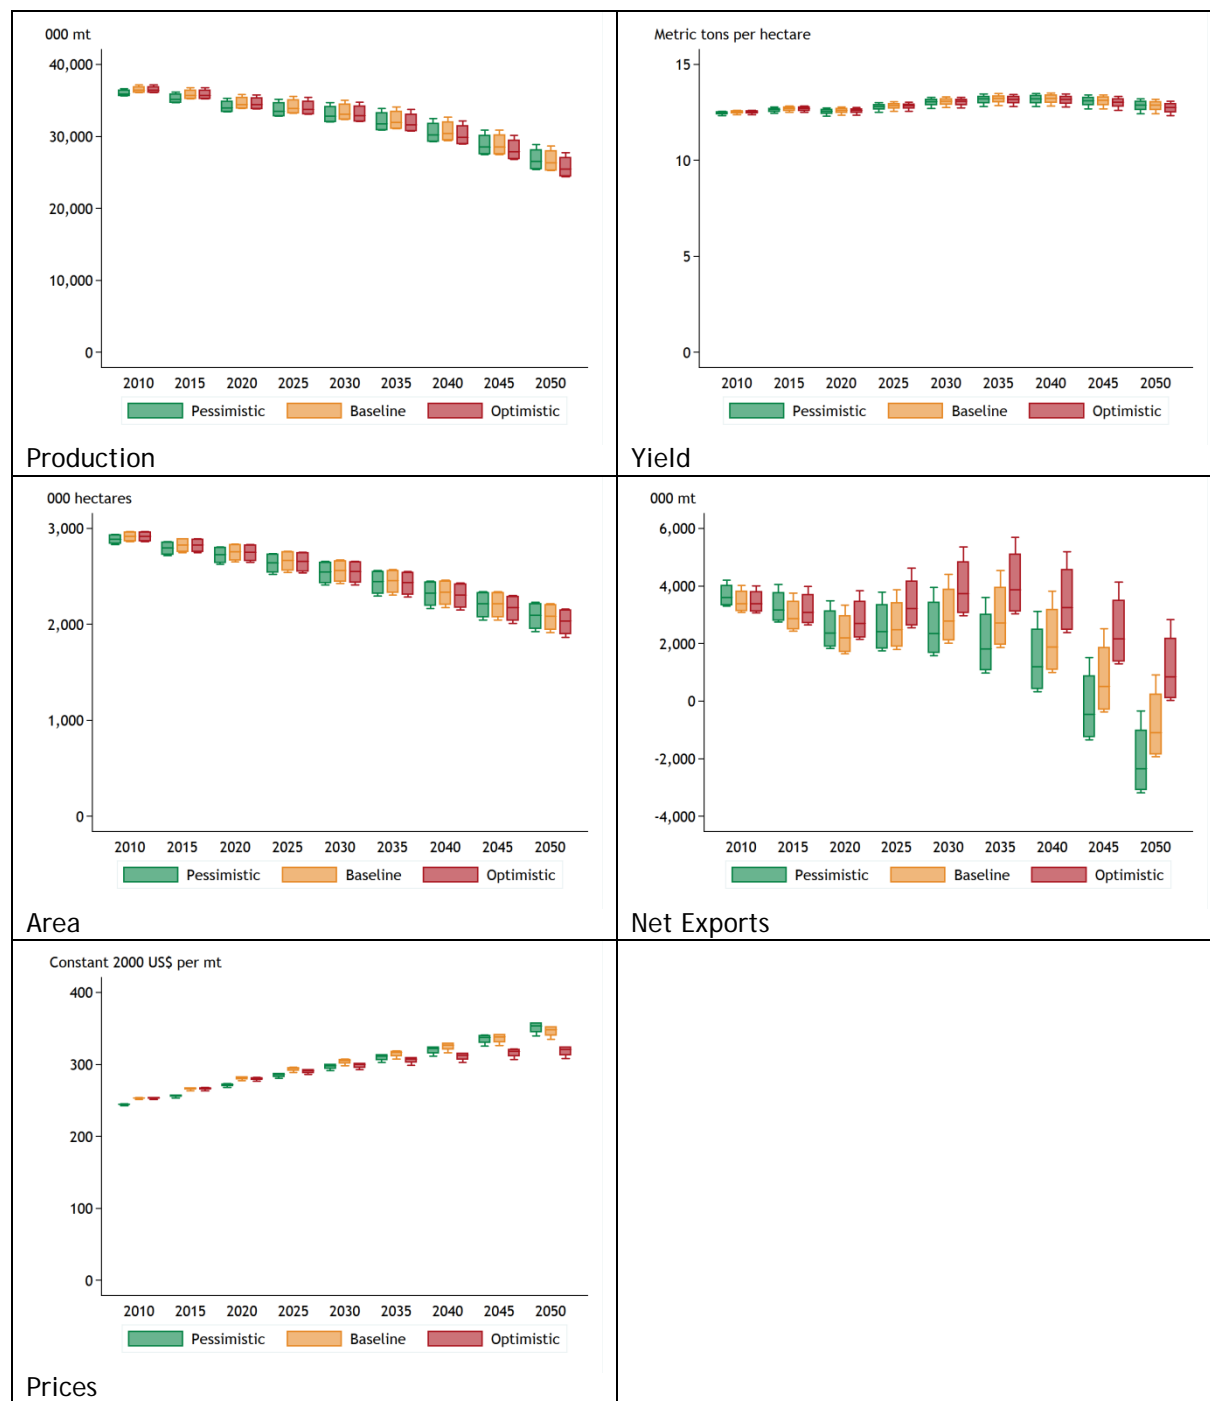 000 mt
40,000
30,000
20,000
10,000
0
2010 2015 2020 2025 2030 2035 2040 2045 2050
Pessimistic Baseline Optimistic
Production
Metric tons per hectare
15
10
5
0
2010 2015 2020 2025 2030 2035 2040 2045 2050
Pessimistic Baseline Optimistic
Yield
000 hectares
3,000
2,000
1,000
0
2010 2015 2020 2025 2030 2035 2040 2045 2050
Pessimistic Baseline Optimistic
Area
000 mt
6,000
4,000
2,000
0
-2,000
-4,000
2010 2015 2020 2025 2030 2035 2040 2045 2050
Pessimistic Baseline Optimistic
Net Exports
Constant 2000 US$ per mt
400
300
200
100
0
2010 2015 2020 2025 2030 2035 2040 2045 2050
Pessimistic Baseline Optimistic
Prices